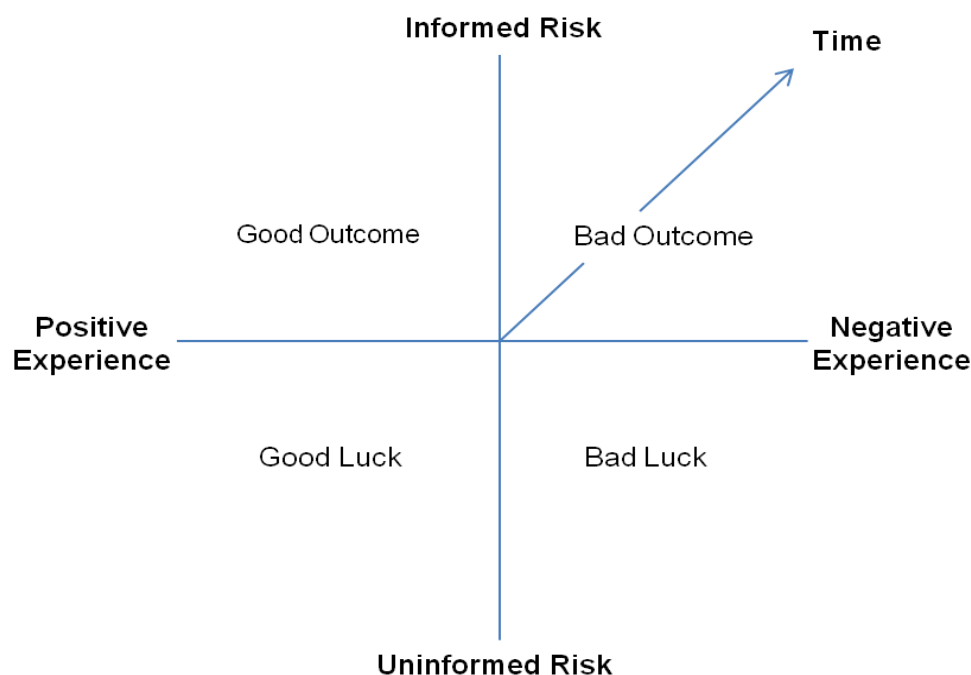 Informed Risk
Time
Good Outcome
Bad Outcome
Positive
Experience
Negative
Experience
Good Luck
Bad Luck
Uninformed Risk